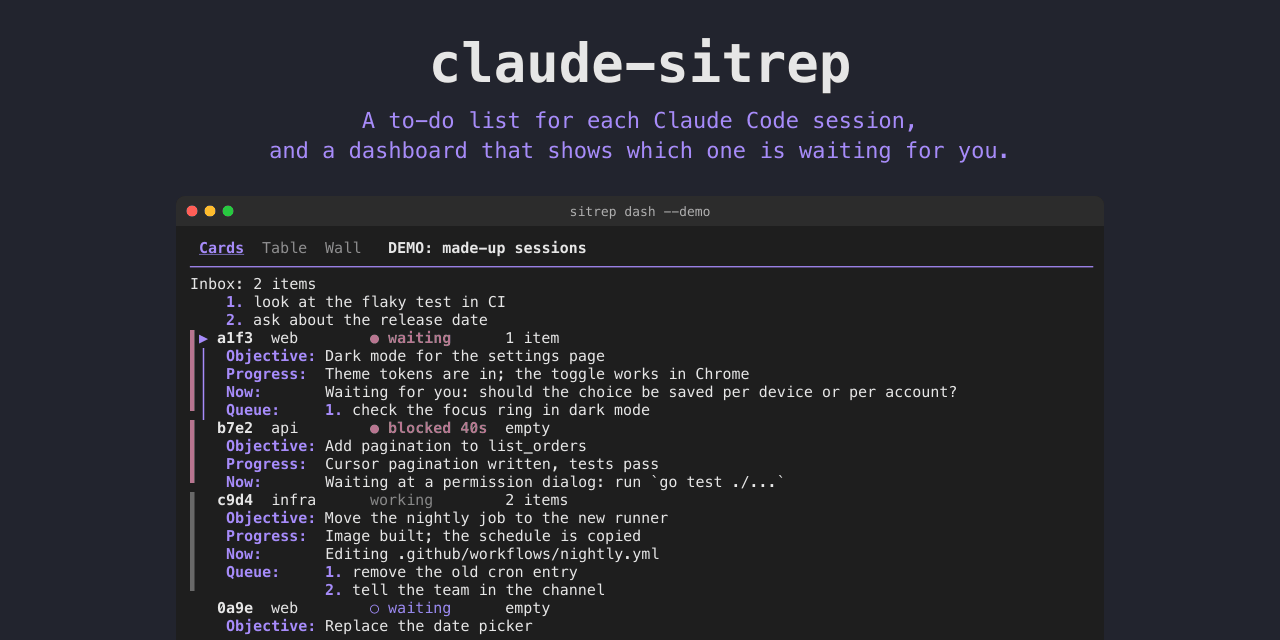 claude-sitrep
A to-do list for each Claude Code session,
and a dashboard that shows which one is waiting for you.
sitrep dash --demo
Cards Table Wall DEMO: made-up sessions
Inbox: 2 items
1. look at the flaky test in CI
2. ask about the release date
▶ a1f3 web ● waiting 1 item
Objective: Dark mode for the settings page
Progress: Theme tokens are in; the toggle works in Chrome
Now: Waiting for you: should the choice be saved per device or per account?
Queue: 1. check the focus ring in dark mode
b7e2 api ● blocked 40s empty
Objective: Add pagination to list_orders
Progress: Cursor pagination written, tests pass
Now: Waiting at a permission dialog: run `go test ./...`
c9d4 infra working 2 items
Objective: Move the nightly job to the new runner
Progress: Image built; the schedule is copied
Now: Editing .github/workflows/nightly.yml
Queue: 1. remove the old cron entry
2. tell the team in the channel
0a9e web ○ waiting empty
Objective: Replace the date picker